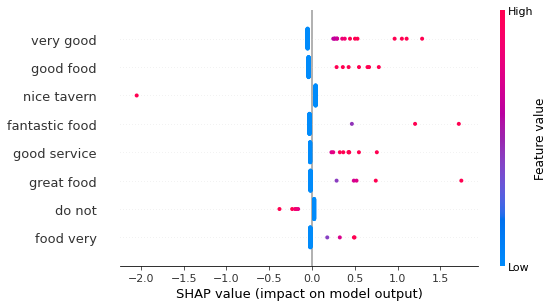 High
very good
good food
nice tavern
fantastic food
good service
great food
do not
food very
Feature value
Low
−2.0 −1.5 −1.0 −0.5 0.0 0.5 1.0 1.5
SHAP value (impact on model output)